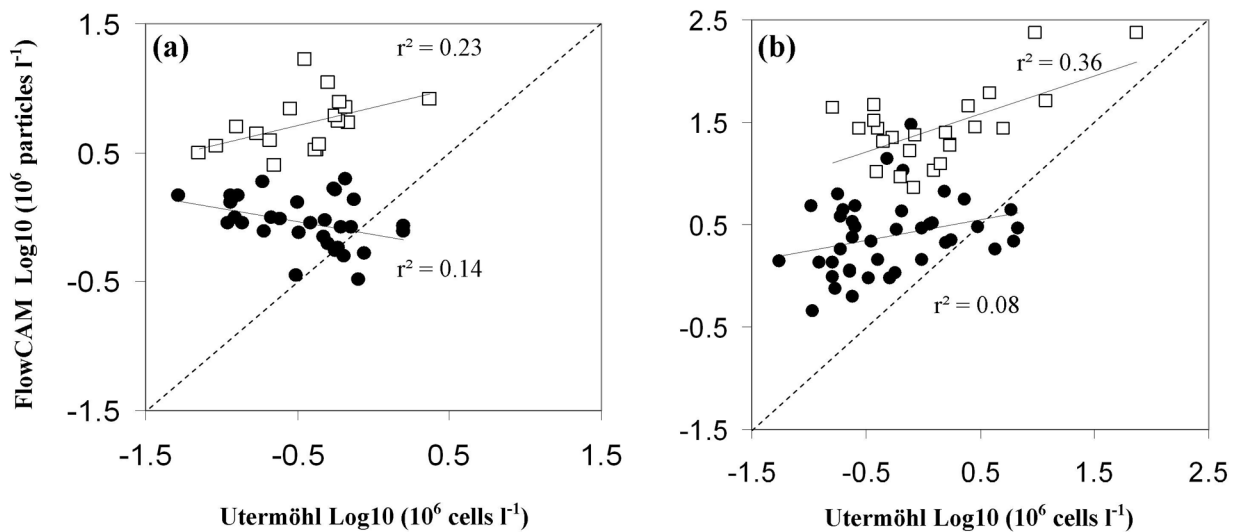 FlowCAM Log10 (10⁶ particles l⁻¹)
(a)
r² = 0.23
r² = 0.14
1.5
0.5
-0.5
-1.5
-1.5 -0.5 0.5 1.5
Utermöhl Log10 (10⁶ cells l⁻¹)
(b)
r² = 0.36
r² = 0.08
2.5
1.5
0.5
-0.5
-1.5
-1.5 -0.5 0.5 1.5 2.5
Utermöhl Log10 (10⁶ cells l⁻¹)